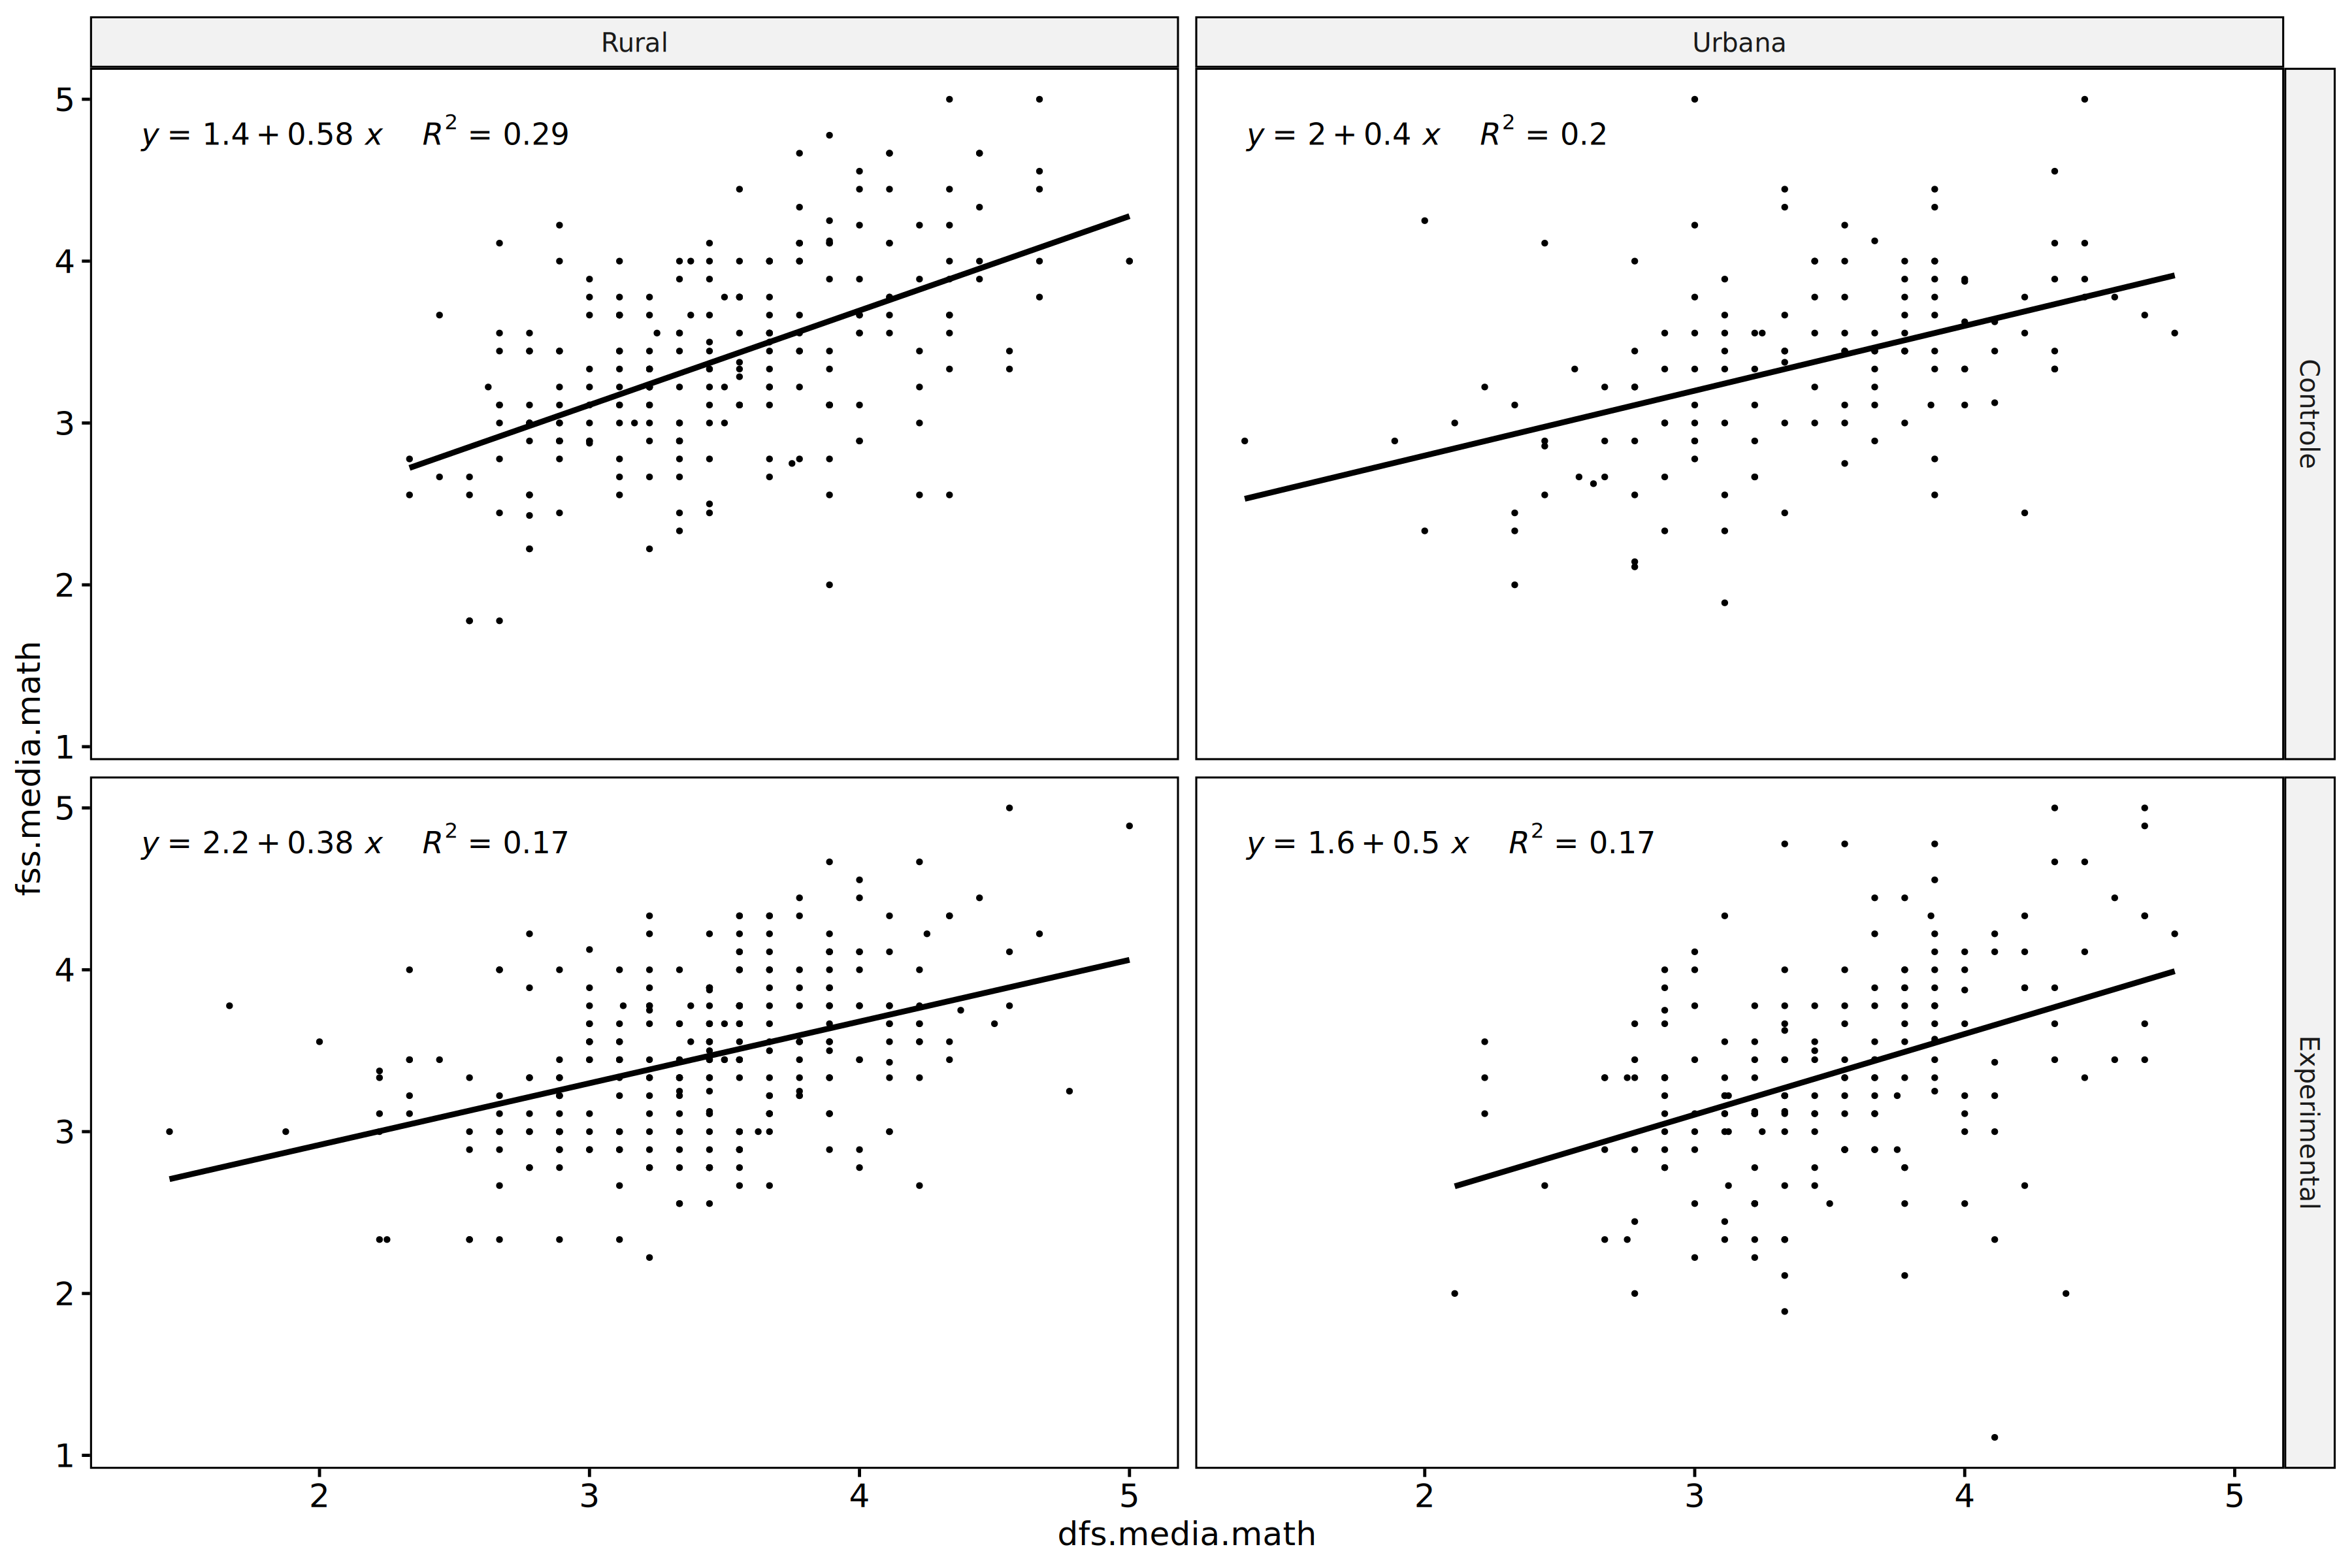 Rural
Urbana
5
4
3
2
1
y = 1.4 + 0.58 x R² = 0.29
y = 2 + 0.4 x R² = 0.2
Controle
fss.media.math
5
4
3
2
1
y = 2.2 + 0.38 x R² = 0.17
y = 1.6 + 0.5 x R² = 0.17
Experimental
2 3 4 5
2 3 4 5
dfs.media.math